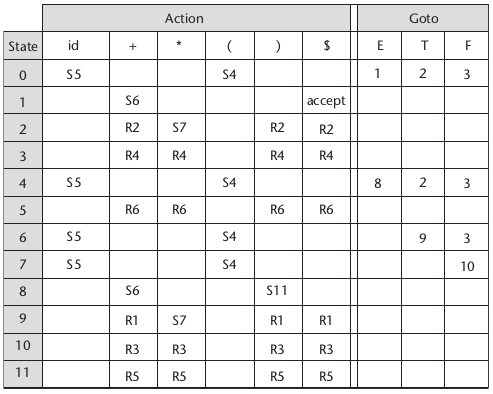 Action Goto
State id + * ( ) $ E T F
0 S5 S4 1 2 3
1 S6 accept
2 R2 S7 R2 R2
3 R4 R4 R4 R4
4 S5 S4 8 2 3
5 R6 R6 R6 R6
6 S5 S4 9 3
7 S5 S4 10
8 S6 S11
9 R1 S7 R1 R1
10 R3 R3 R3 R3
11 R5 R5 R5 R5